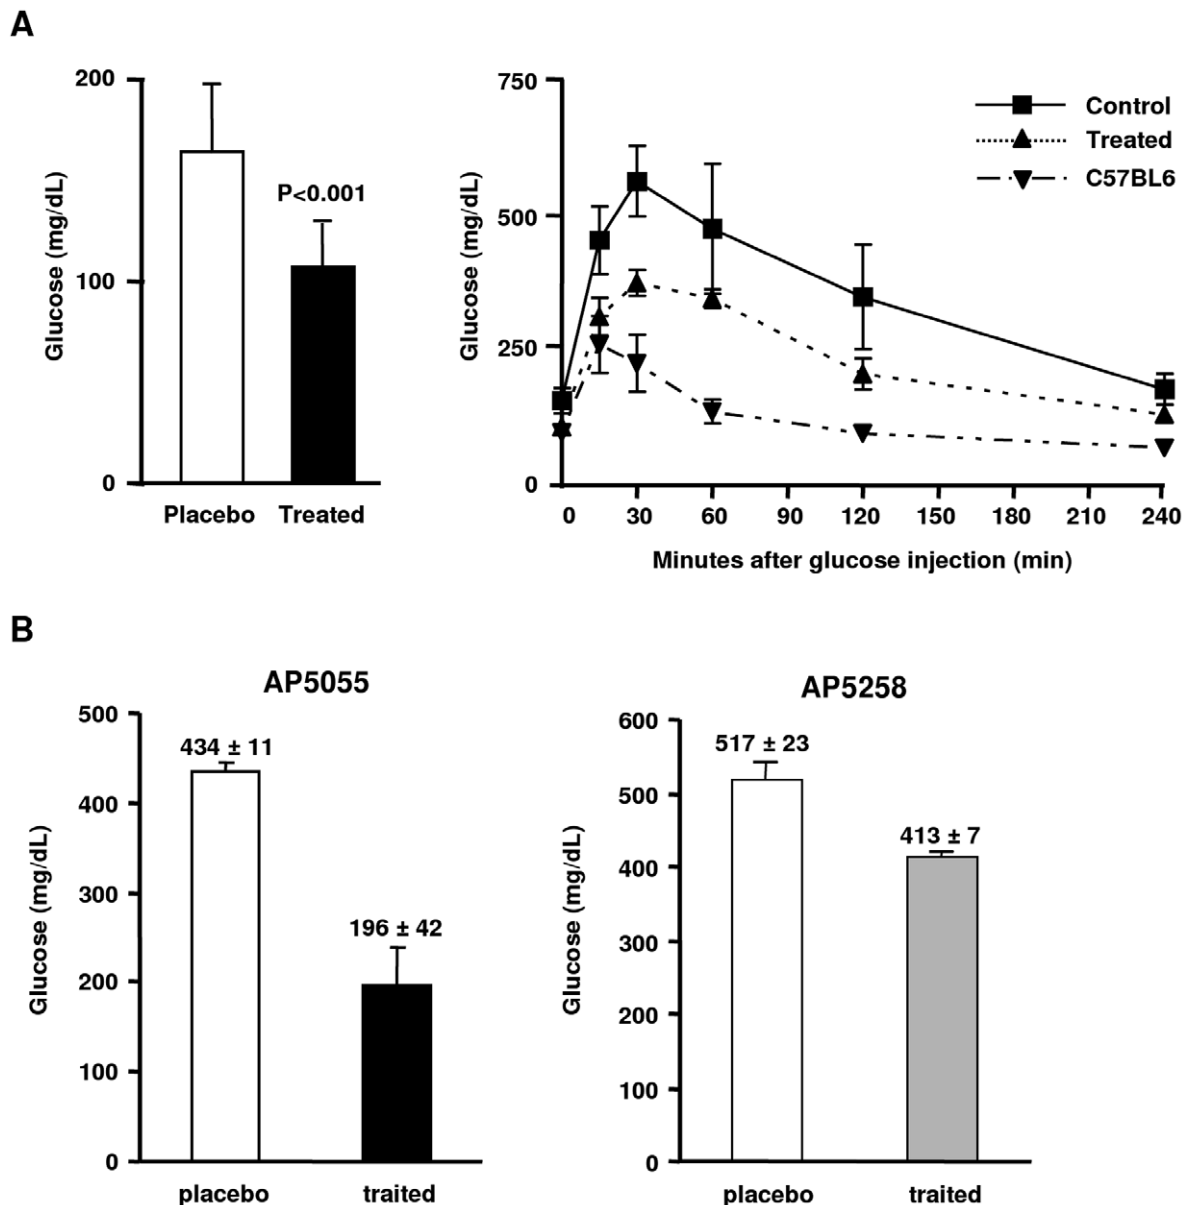 A
Glucose (mg/dL)
200
100
0
P<0.001
Placebo Treated
Glucose (mg/dL)
750
500
250
0
Control
Treated
C57BL6
0 30 60 90 120 150 180 210 240
Minutes after glucose injection (min)
B
AP5055
Glucose (mg/dL)
500
400
300
200
100
0
434 ± 11
196 ± 42
placebo traited
AP5258
Glucose (mg/dL)
600
500
400
300
200
100
0
517 ± 23
413 ± 7
placebo traited